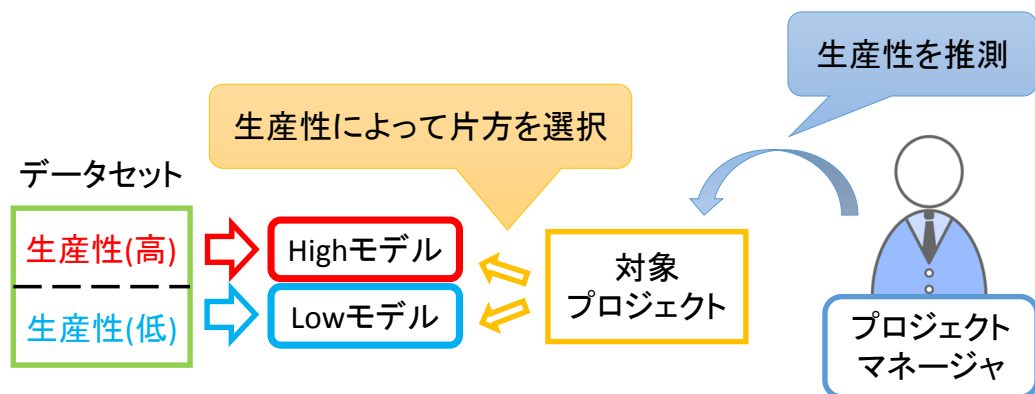 生産性を推測
生産性によって片方を選択
データセット
生産性(高)
生産性(低)
Highモデル
Lowモデル
対象
プロジェクト
プロジェクト
マネージャ